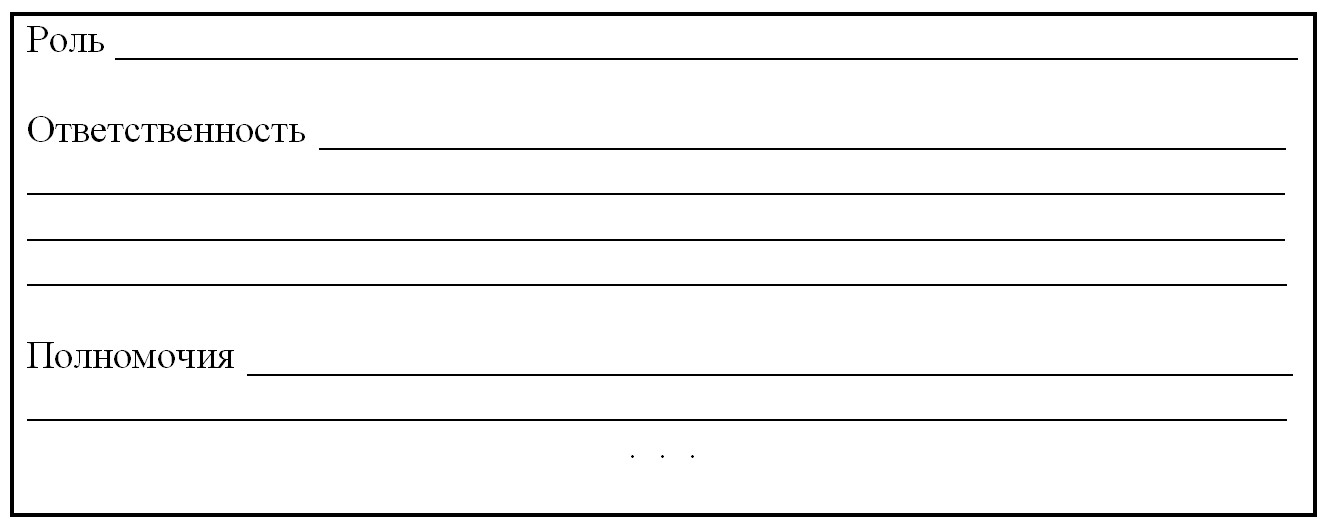 Роль
Ответственность
Полномочия
. . .